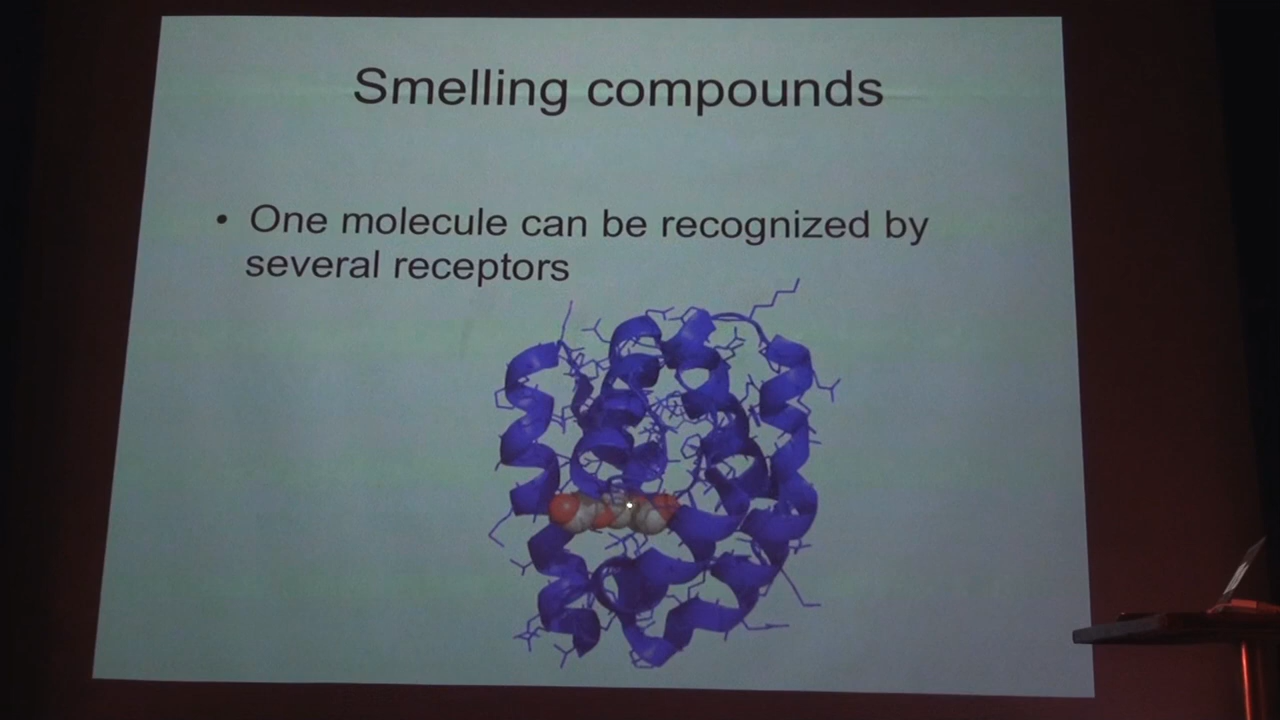 Smelling compounds
• One molecule can be recognized by
several receptors